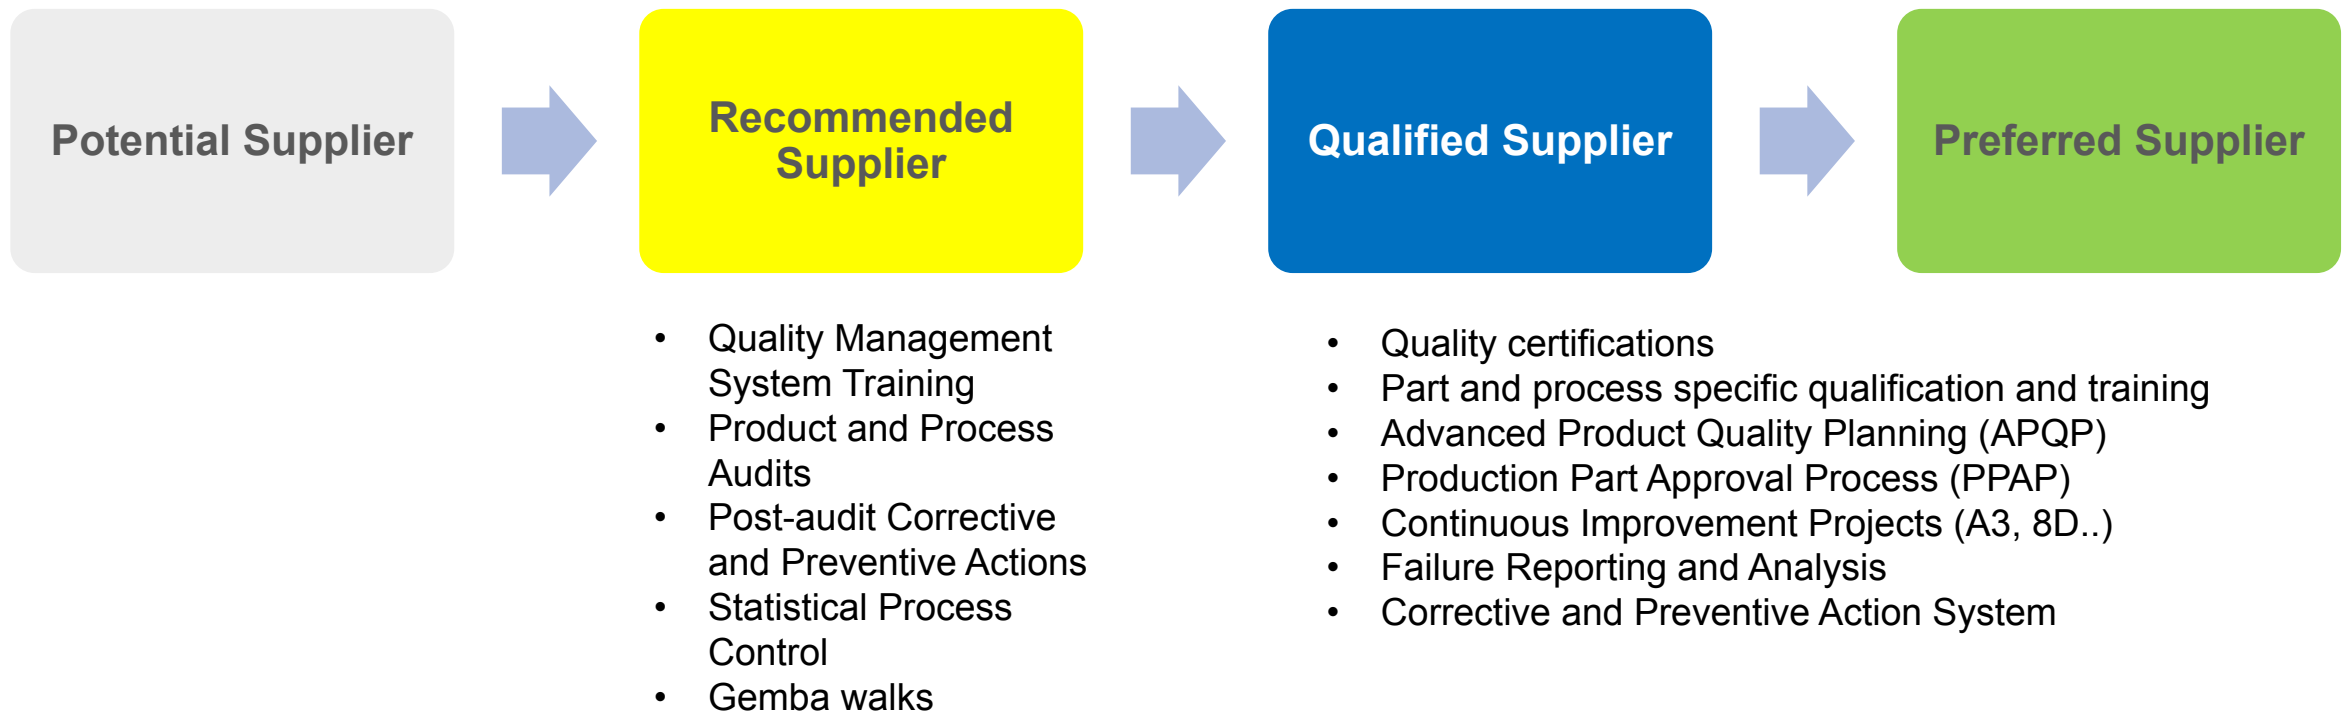 Potential Supplier
Recommended
Supplier
Qualified Supplier
Preferred Supplier
• Quality Management
System Training
• Product and Process
Audits
• Post-audit Corrective
and Preventive Actions
• Statistical Process
Control
• Gemba walks
• Quality certifications
• Part and process specific qualification and training
• Advanced Product Quality Planning (APQP)
• Production Part Approval Process (PPAP)
• Continuous Improvement Projects (A3, 8D..)
• Failure Reporting and Analysis
• Corrective and Preventive Action System